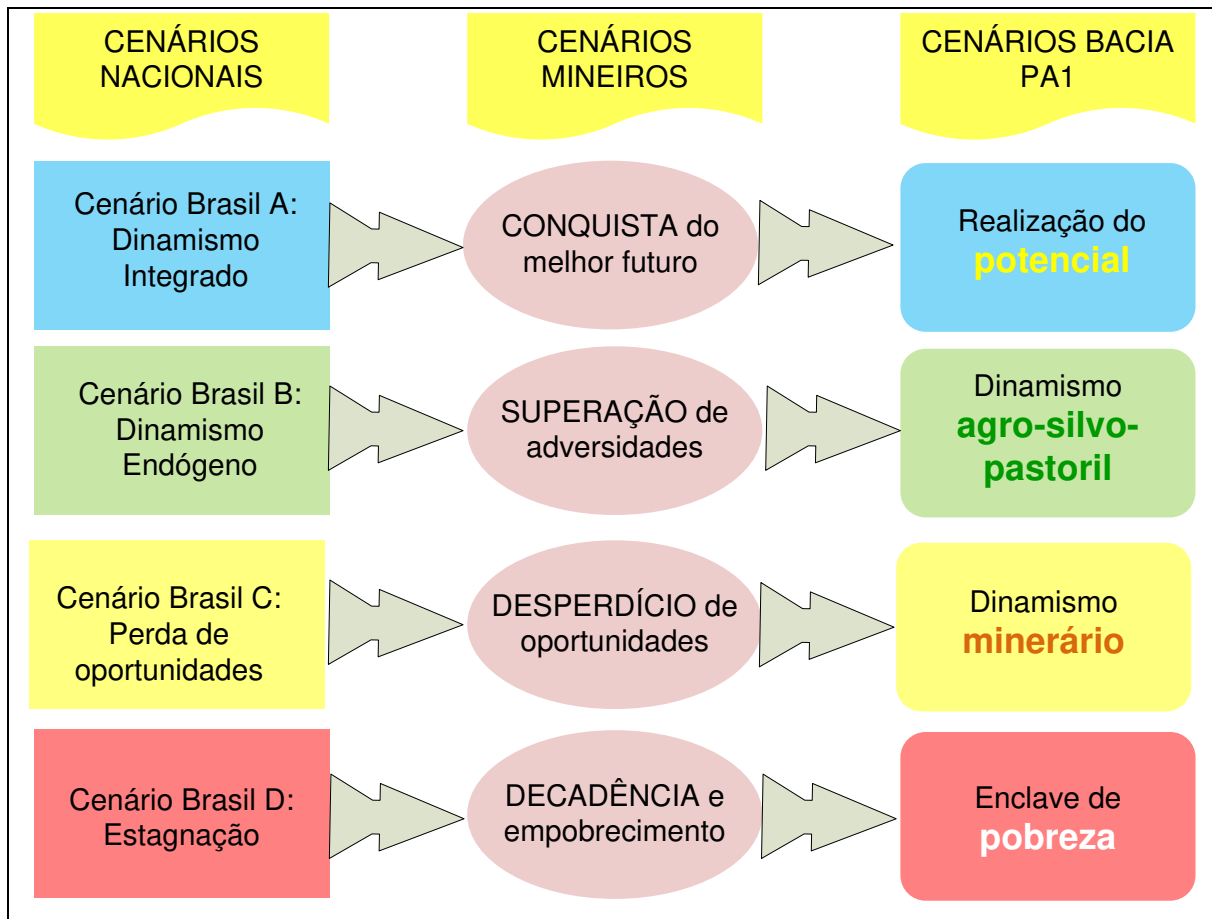 CENÁRIOS
NACIONAIS
CENÁRIOS
MINEIROS
CENÁRIOS BACIA
PA1
Cenário Brasil A:
Dinamismo
Integrado
CONQUISTA do
melhor futuro
Realização do
potencial
Cenário Brasil B:
Dinamismo
Endógeno
SUPERAÇÃO de
adversidades
Dinamismo
agro-silvo-
pastoril
Cenário Brasil C:
Perda de
oportunidades
DESPERDÍCIO de
oportunidades
Dinamismo
minerário
Cenário Brasil D:
Estagnação
DECADÊNCIA e
empobrecimento
Enclave de
pobreza